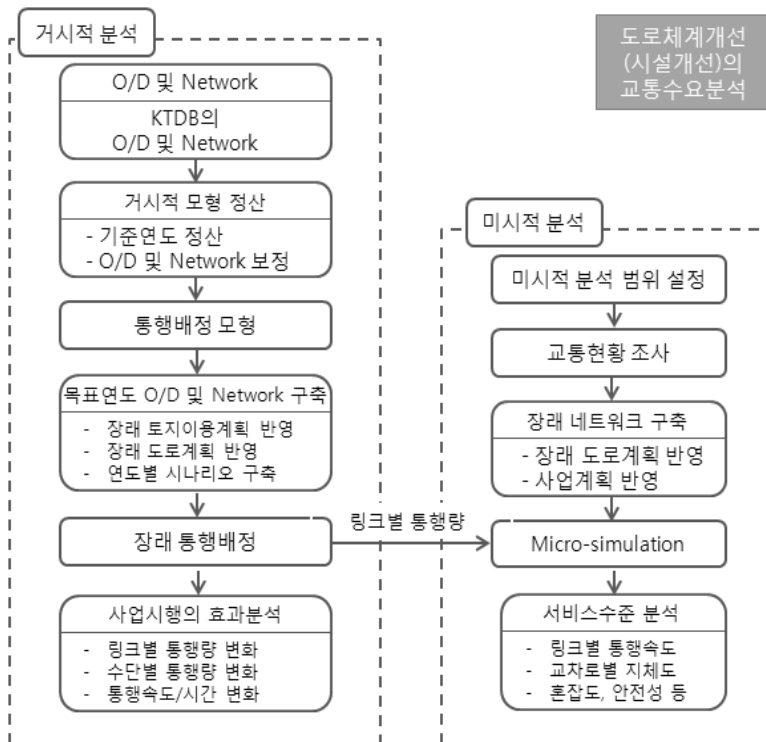 거시적 분석
O/D 및 Network
KTDB의
O/D 및 Network
거시적 모형 정산
- 기준연도 정산
- O/D 및 Network 보정
통행배정 모형
목표연도 O/D 및 Network 구축
- 장래 토지이용계획 반영
- 장래 도로계획 반영
- 연도별 시나리오 구축
장래 통행배정
사업시행의 효과분석
- 링크별 통행량 변화
- 수단별 통행량 변화
- 통행속도/시간 변화
링크별 통행량
도로체계개선
(시설개선)의
교통수요분석
미시적 분석
미시적 분석 범위 설정
교통현황 조사
장래 네트워크 구축
- 장래 도로계획 반영
- 사업계획 반영
Micro-simulation
서비스수준 분석
- 링크별 통행속도
- 교차로별 지체도
- 혼잡도, 안전성 등